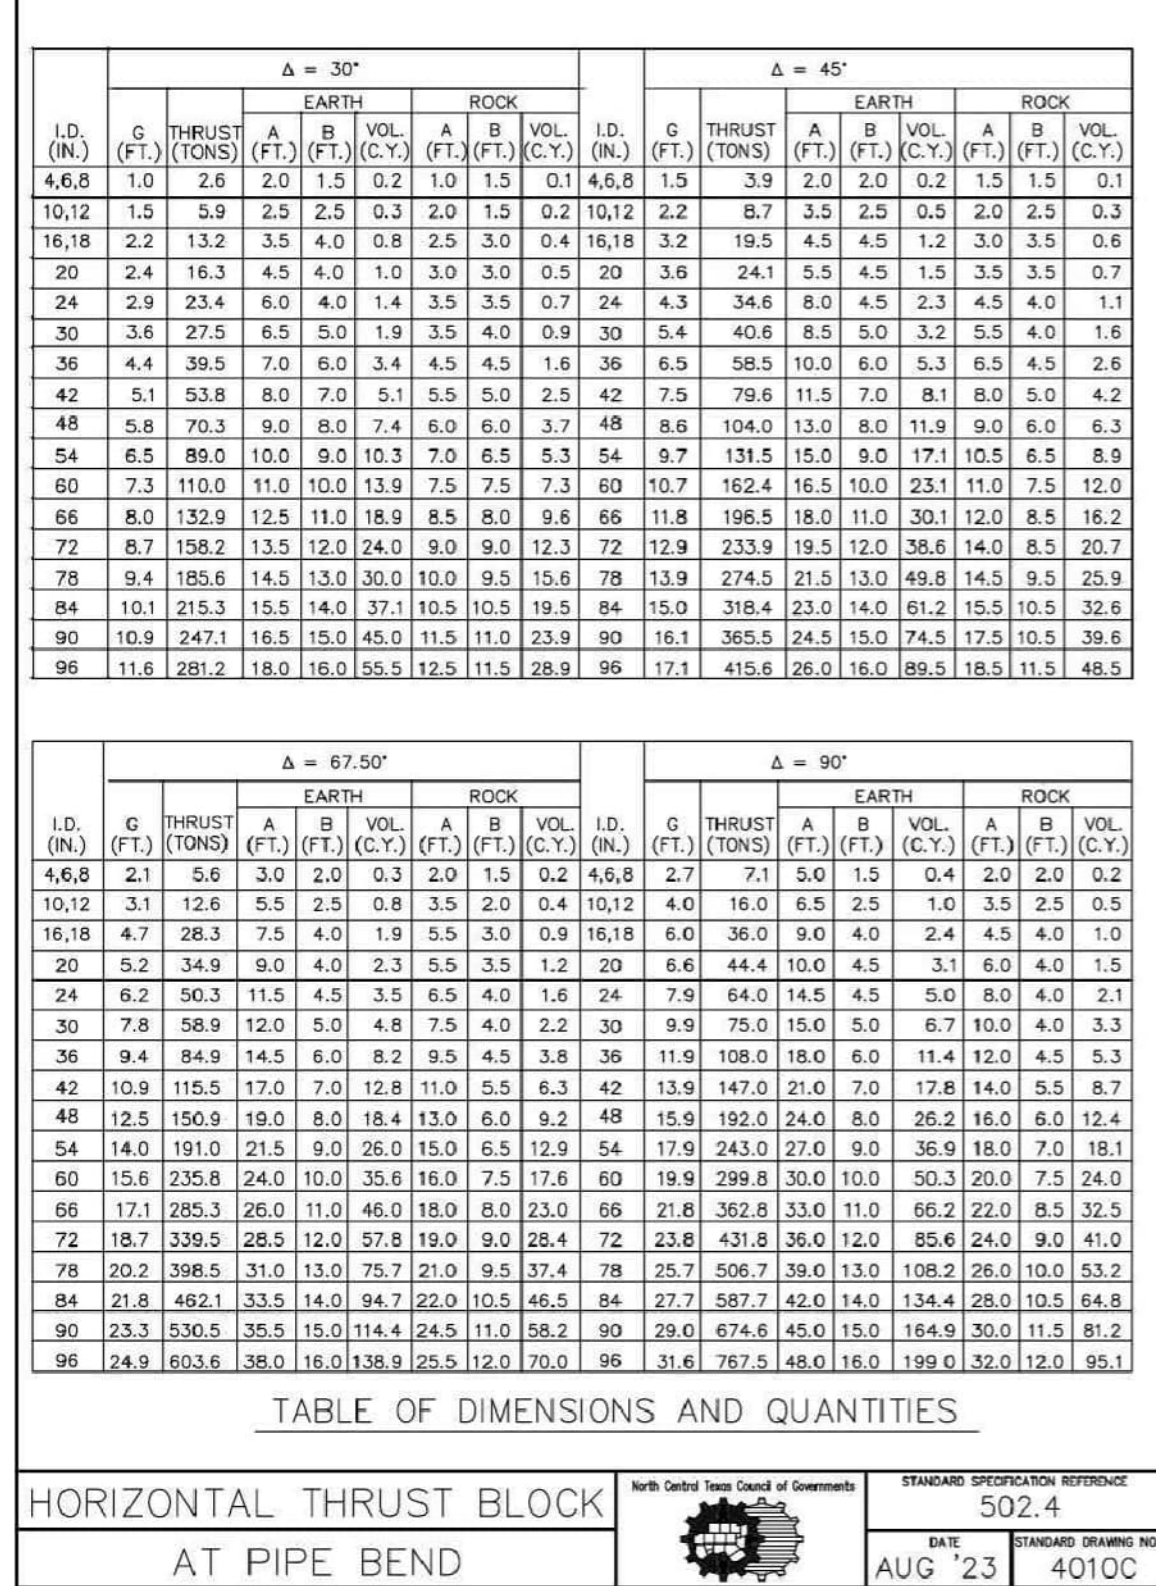 Δ = 30° Δ = 45°
EARTH ROCK EARTH ROCK
I.D. (IN.) G (FT.) THRUST (TONS) A (FT.) B (FT.) VOL. (C.Y.) A (FT.) B (FT.) VOL. (C.Y.) I.D. (IN.) G (FT.) THRUST (TONS) A (FT.) B (FT.) VOL. (C.Y.) A (FT.) B (FT.) VOL. (C.Y.)
4,6,8 1.0 2.6 2.0 1.5 0.2 1.0 1.5 0.1 4,6,8 1.5 3.9 2.0 2.0 0.2 1.5 1.5 0.1
10,12 1.5 5.9 2.5 2.5 0.3 2.0 1.5 0.2 10,12 2.2 8.7 3.5 2.5 0.5 2.0 2.5 0.3
16,18 2.2 13.2 3.5 4.0 0.8 2.5 3.0 0.4 16,18 3.2 19.5 4.5 4.5 1.2 3.0 3.5 0.6
20 2.4 16.3 4.5 4.0 1.0 3.0 3.0 0.5 20 3.6 24.1 5.5 4.5 1.5 3.5 3.5 0.7
24 2.9 23.4 6.0 4.0 1.4 3.5 3.5 0.7 24 4.3 34.6 8.0 4.5 2.3 4.5 4.0 1.1
30 3.6 27.5 6.5 5.0 1.9 3.5 4.0 0.9 30 5.4 40.6 8.5 5.0 3.2 5.5 4.0 1.6
36 4.4 39.5 7.0 6.0 3.4 4.5 4.5 1.6 36 6.5 58.5 10.0 6.0 5.3 6.5 4.5 2.6
42 5.1 53.8 8.0 7.0 5.1 5.5 5.0 2.5 42 7.5 79.6 11.5 7.0 8.1 8.0 5.0 4.2
48 5.8 70.3 9.0 8.0 7.4 6.0 6.0 3.7 48 8.6 104.0 13.0 8.0 11.9 9.0 6.0 6.3
54 6.5 89.0 10.0 9.0 10.3 7.0 6.5 5.3 54 9.7 131.5 15.0 9.0 17.1 10.5 6.5 8.9
60 7.3 110.0 11.0 10.0 13.9 7.5 7.5 7.3 60 10.7 162.4 16.5 10.0 23.1 11.0 7.5 12.0
66 8.0 132.9 12.5 11.0 18.9 8.5 8.0 9.6 66 11.8 196.5 18.0 11.0 30.1 12.0 8.5 16.2
72 8.7 158.2 13.5 12.0 24.0 9.0 9.0 12.3 72 12.9 233.9 19.5 12.0 38.6 14.0 8.5 20.7
78 9.4 185.6 14.5 13.0 30.0 10.0 9.5 15.6 78 13.9 274.5 21.5 13.0 49.8 14.5 9.5 25.9
84 10.1 215.3 15.5 14.0 37.1 10.5 10.5 19.5 84 15.0 318.4 23.0 14.0 61.2 15.5 10.5 32.6
90 10.9 247.1 16.5 15.0 45.0 11.5 11.0 23.9 90 16.1 365.5 24.5 15.0 74.5 17.5 10.5 39.6
96 11.6 281.2 18.0 16.0 55.5 12.5 11.5 28.9 96 17.1 415.6 26.0 16.0 89.5 18.5 11.5 48.5
Δ = 67.50° Δ = 90°
EARTH ROCK EARTH ROCK
I.D. (IN.) G (FT.) THRUST (TONS) A (FT.) B (FT.) VOL. (C.Y.) A (FT.) B (FT.) VOL. (C.Y.) I.D. (IN.) G (FT.) THRUST (TONS) A (FT.) B (FT.) VOL. (C.Y.) A (FT.) B (FT.) VOL. (C.Y.)
4,6,8 2.1 5.6 3.0 2.0 0.3 2.0 1.5 0.2 4,6,8 2.7 7.1 5.0 1.5 0.4 2.0 2.0 0.2
10,12 3.1 12.6 5.5 2.5 0.8 3.5 2.0 0.4 10,12 4.0 16.0 6.5 2.5 1.0 3.5 2.5 0.5
16,18 4.7 28.3 7.5 4.0 1.9 5.5 3.0 0.9 16,18 6.0 36.0 9.0 4.0 2.4 4.5 4.0 1.0
20 5.2 34.9 9.0 4.0 2.3 5.5 3.5 1.2 20 6.6 44.4 10.0 4.5 3.1 6.0 4.0 1.5
24 6.2 50.3 11.5 4.5 3.5 6.5 4.0 1.6 24 7.9 64.0 14.5 4.5 5.0 8.0 4.0 2.1
30 7.8 58.9 12.0 5.0 4.8 7.5 4.0 2.2 30 9.9 75.0 15.0 5.0 6.7 10.0 4.0 3.3
36 9.4 84.9 14.5 6.0 8.2 9.5 4.5 3.8 36 11.9 108.0 18.0 6.0 11.4 12.0 4.5 5.3
42 10.9 115.5 17.0 7.0 12.8 11.0 5.5 6.3 42 13.9 147.0 21.0 7.0 17.8 14.0 5.5 8.7
48 12.5 150.9 19.0 8.0 18.4 13.0 6.0 9.2 48 15.9 192.0 24.0 8.0 26.2 16.0 6.0 12.4
54 14.0 191.0 21.5 9.0 26.0 15.0 6.5 12.9 54 17.9 243.0 27.0 9.0 36.9 18.0 7.0 18.1
60 15.6 235.8 24.0 10.0 35.6 16.0 7.5 17.6 60 19.9 299.8 30.0 10.0 50.3 20.0 7.5 24.0
66 17.1 285.3 26.0 11.0 46.0 18.0 8.0 23.0 66 21.8 362.8 33.0 11.0 66.2 22.0 8.5 32.5
72 18.7 339.5 28.5 12.0 57.8 19.0 9.0 28.4 72 23.8 431.8 36.0 12.0 85.6 24.0 9.0 41.0
78 20.2 398.5 31.0 13.0 75.7 21.0 9.5 37.4 78 25.7 506.7 39.0 13.0 108.2 26.0 10.0 53.2
84 21.8 462.1 33.5 14.0 94.7 22.0 10.5 46.5 84 27.7 587.7 42.0 14.0 134.4 28.0 10.5 64.8
90 23.3 530.5 35.5 15.0 114.4 24.5 11.0 58.2 90 29.0 674.6 45.0 15.0 164.9 30.0 11.5 81.2
96 24.9 603.6 38.0 16.0 138.9 25.5 12.0 70.0 96 31.6 767.5 48.0 16.0 199 0 32.0 12.0 95.1
TABLE OF DIMENSIONS AND QUANTITIES
HORIZONTAL THRUST BLOCK
AT PIPE BEND
North Central Texas Council of Governments
STANDARD SPECIFICATION REFERENCE
502.4
DATE
AUG '23
STANDARD DRAWING NO
4010C